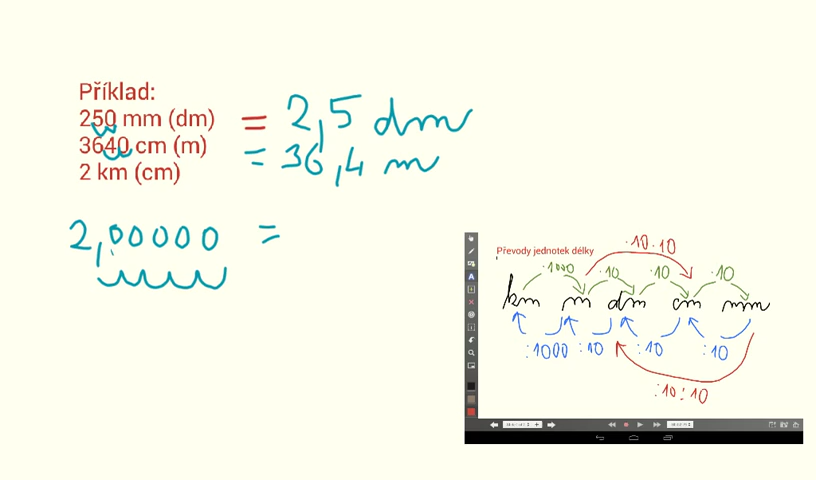 Příklad:
250 mm (dm) = 2,5 dm
3640 cm (m) = 36,4 m
2 km (cm)
2,00000 =
Převody jednotek délky
·10·10
·1000 ·10 ·10 ·10
km m dm cm mm
:1000 :10 :10 :10
:10:10